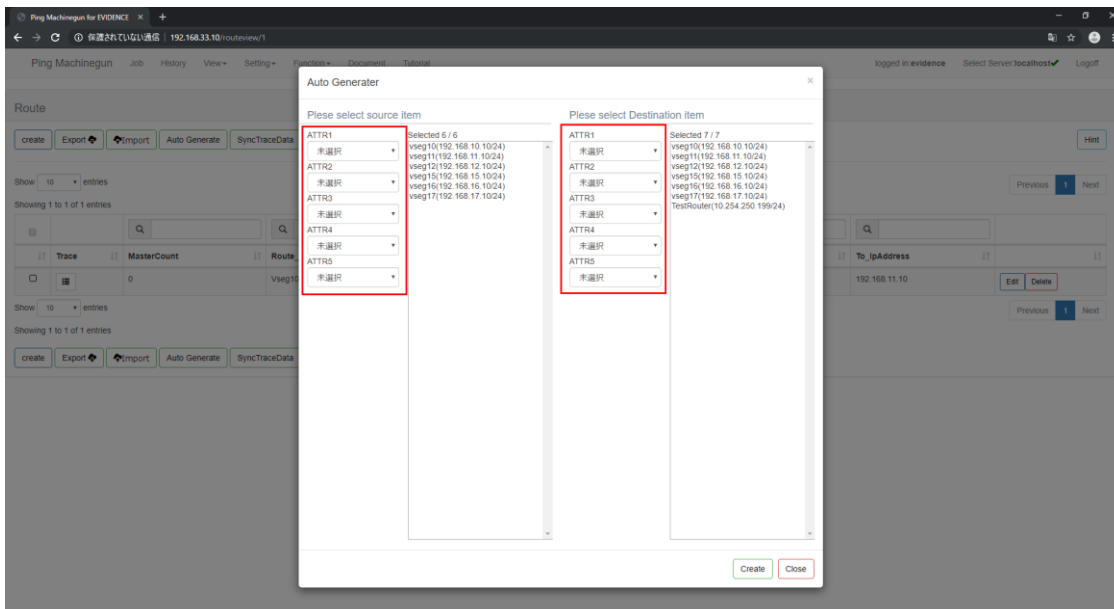 Ping Machinegun for EVIDENCE
保護されていない通信 | 192.168.33.10/routeview/1
Ping Machinegun Job History View Setting Function Document Tutorial logged in:evidence Select Server:localhost Logoff
Auto Generater
Route
Plese select source item
Plese select Destination item
create Export Import Auto Generate SyncTraceData Hint
ATTR1
未選択
ATTR2
未選択
ATTR3
未選択
ATTR4
未選択
ATTR5
未選択
Selected 6 / 6
vseg10(192.168.10.10/24)
vseg11(192.168.11.10/24)
vseg12(192.168.12.10/24)
vseg15(192.168.15.10/24)
vseg16(192.168.16.10/24)
vseg17(192.168.17.10/24)
ATTR1
未選択
ATTR2
未選択
ATTR3
未選択
ATTR4
未選択
ATTR5
未選択
Selected 7 / 7
vseg10(192.168.10.10/24)
vseg11(192.168.11.10/24)
vseg12(192.168.12.10/24)
vseg15(192.168.15.10/24)
vseg16(192.168.16.10/24)
vseg17(192.168.17.10/24)
TestRouter(10.254.250.199/24)
Show 10 entries
Previous 1 Next
Showing 1 to 1 of 1 entries
Trace MasterCount Route_ To_IpAddress
0 Vseg10 192.168.11.10 Edit Delete
Show 10 entries
Previous 1 Next
Showing 1 to 1 of 1 entries
create Export Import Auto Generate SyncTraceData
Create Close